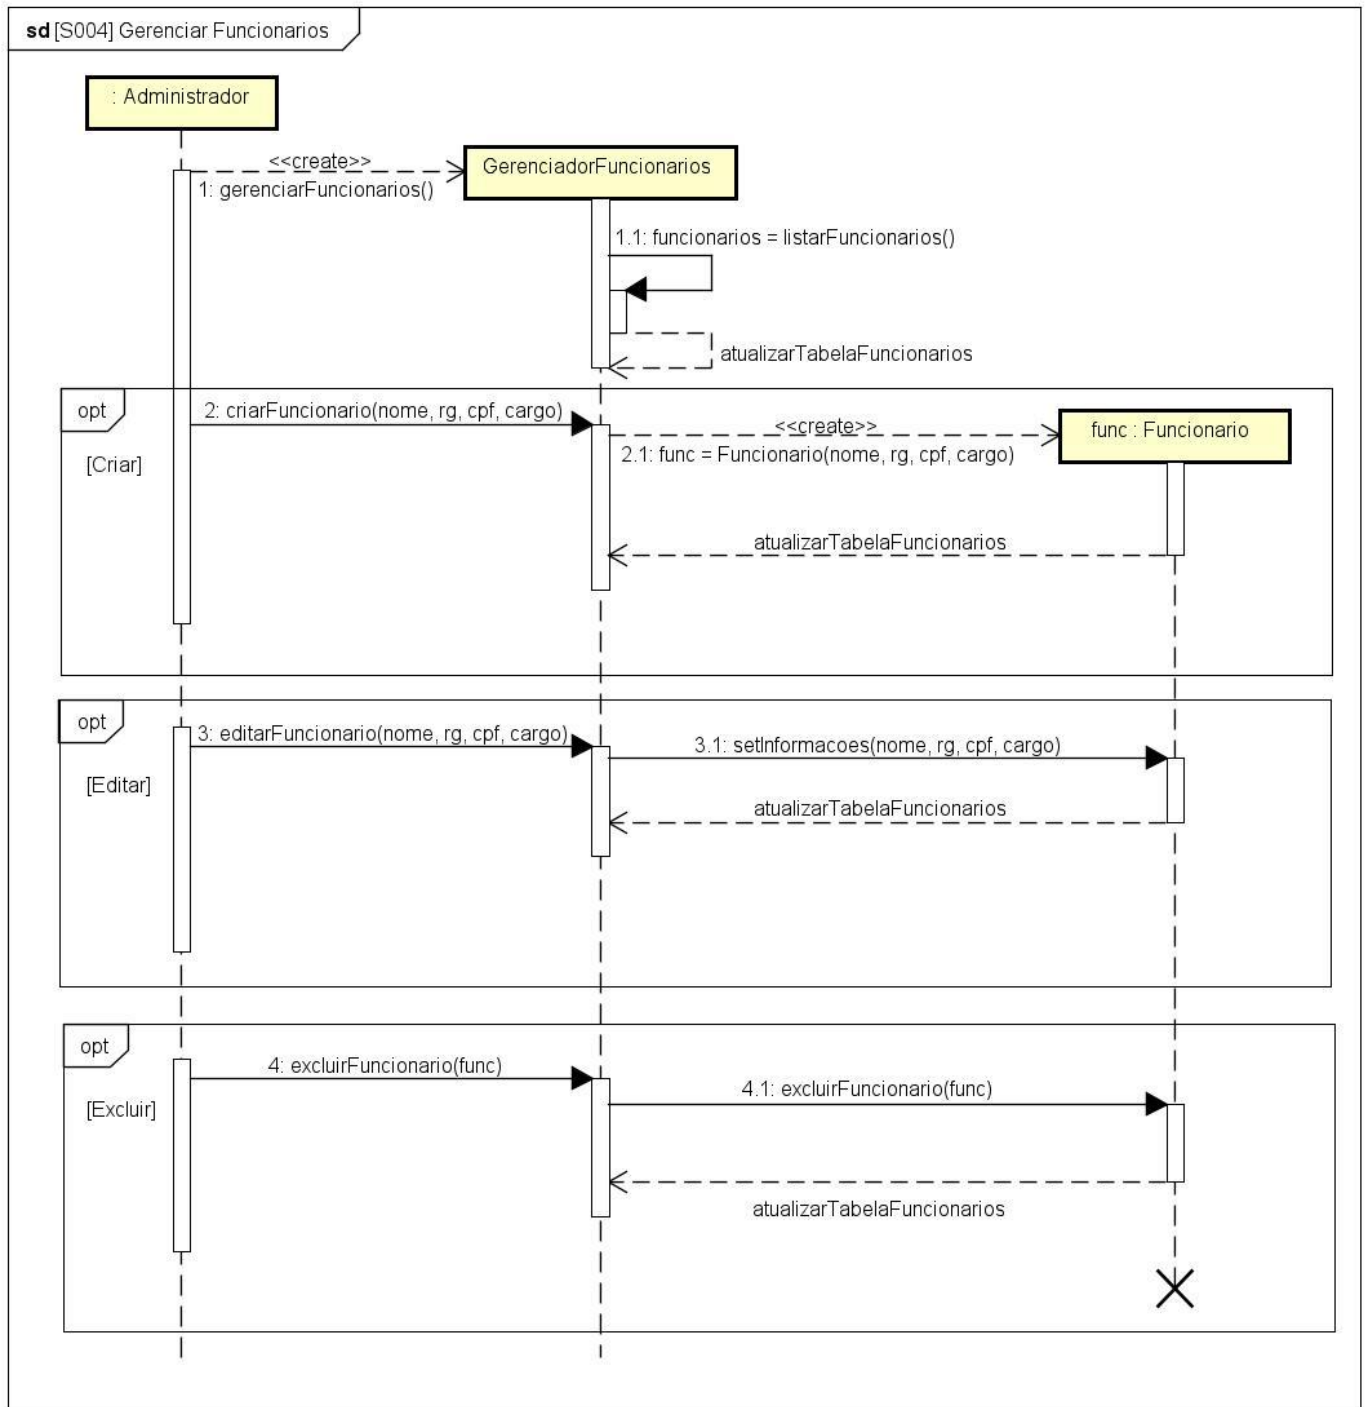 sd [S004] Gerenciar Funcionarios
: Administrador
<<create>>
1: gerenciarFuncionarios()
GerenciadorFuncionarios
1.1: funcionarios = listarFuncionarios()
atualizarTabelaFuncionarios
opt
[Criar]
2: criarFuncionario(nome, rg, cpf, cargo)
<<create>>
2.1: func = Funcionario(nome, rg, cpf, cargo)
func : Funcionario
atualizarTabelaFuncionarios
opt
[Editar]
3: editarFuncionario(nome, rg, cpf, cargo)
3.1: setInformacoes(nome, rg, cpf, cargo)
atualizarTabelaFuncionarios
opt
[Excluir]
4: excluirFuncionario(func)
4.1: excluirFuncionario(func)
atualizarTabelaFuncionarios